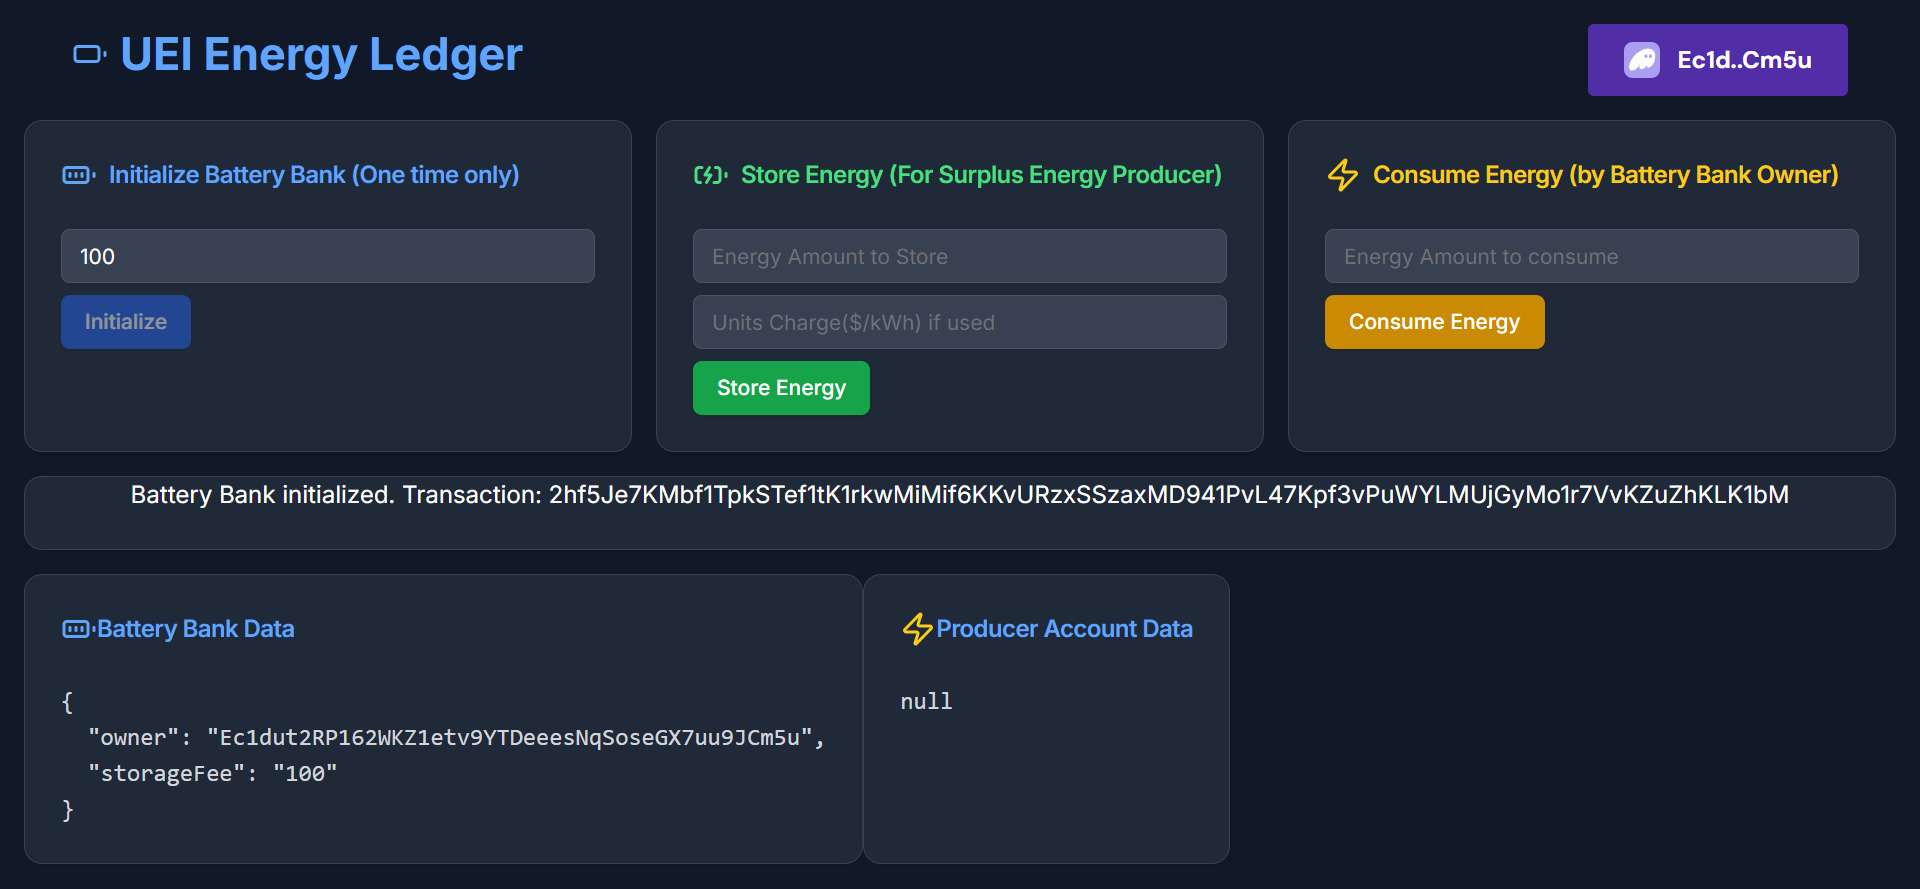 UEI Energy Ledger
Ec1d..Cm5u
Initialize Battery Bank (One time only)
100
Initialize
Store Energy (For Surplus Energy Producer)
Energy Amount to Store
Units Charge($/kWh) if used
Store Energy
Consume Energy (by Battery Bank Owner)
Energy Amount to consume
Consume Energy
Battery Bank initialized. Transaction: 2hf5Je7KMbf1TpkSTef1tK1rkwMiMif6KKvURzxSSzaxMD941PvL47Kpf3vPuWYLMUjGyMo1r7VvKZuZhKLK1bM
Battery Bank Data
{
"owner": "Ec1dut2RP162WKZ1etv9YTDeeesNqSoseGX7uu9JCm5u",
"storageFee": "100"
}
Producer Account Data
null